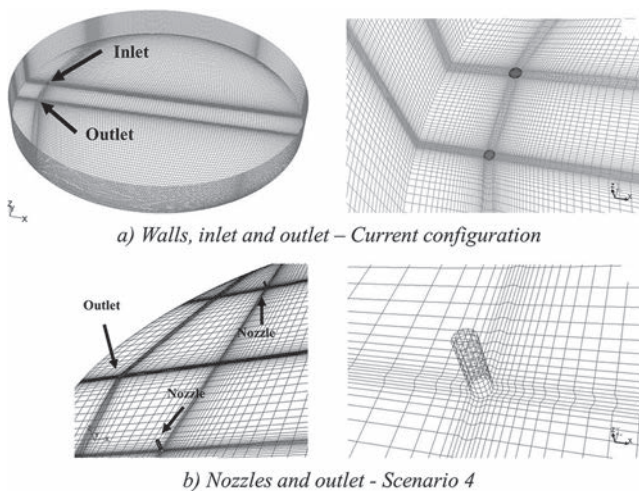 Inlet
Outlet
Z
Y
X
a) Walls, inlet and outlet – Current configuration
Outlet
Nozzle
Nozzle
b) Nozzles and outlet - Scenario 4